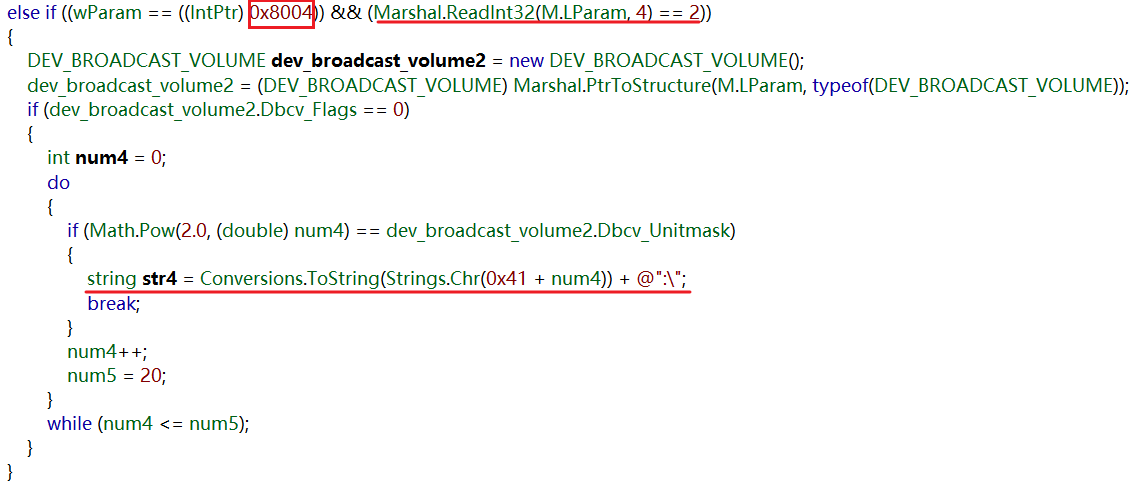 else if ((wParam == ((IntPtr) 0x8004)) && (Marshal.ReadInt32(M.LParam, 4) == 2))
{
DEV_BROADCAST_VOLUME dev_broadcast_volume2 = new DEV_BROADCAST_VOLUME();
dev_broadcast_volume2 = (DEV_BROADCAST_VOLUME) Marshal.PtrToStructure(M.LParam, typeof(DEV_BROADCAST_VOLUME));
if (dev_broadcast_volume2.Dbcv_Flags == 0)
{
int num4 = 0;
do
{
if (Math.Pow(2.0, (double) num4) == dev_broadcast_volume2.Dbcv_Unitmask)
{
string str4 = Conversions.ToString(Strings.Chr(0x41 + num4)) + @":\";
break;
}
num4++;
num5 = 20;
}
while (num4 <= num5);
}
}